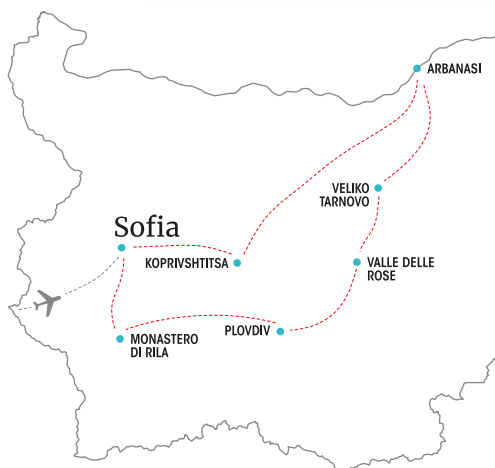 ARBANASI
VELIKO
TARNOVO
Sofia
KOPRIVSHTITSA
VALLE DELLE
ROSE
PLOVDIV
MONASTERO
DI RILA